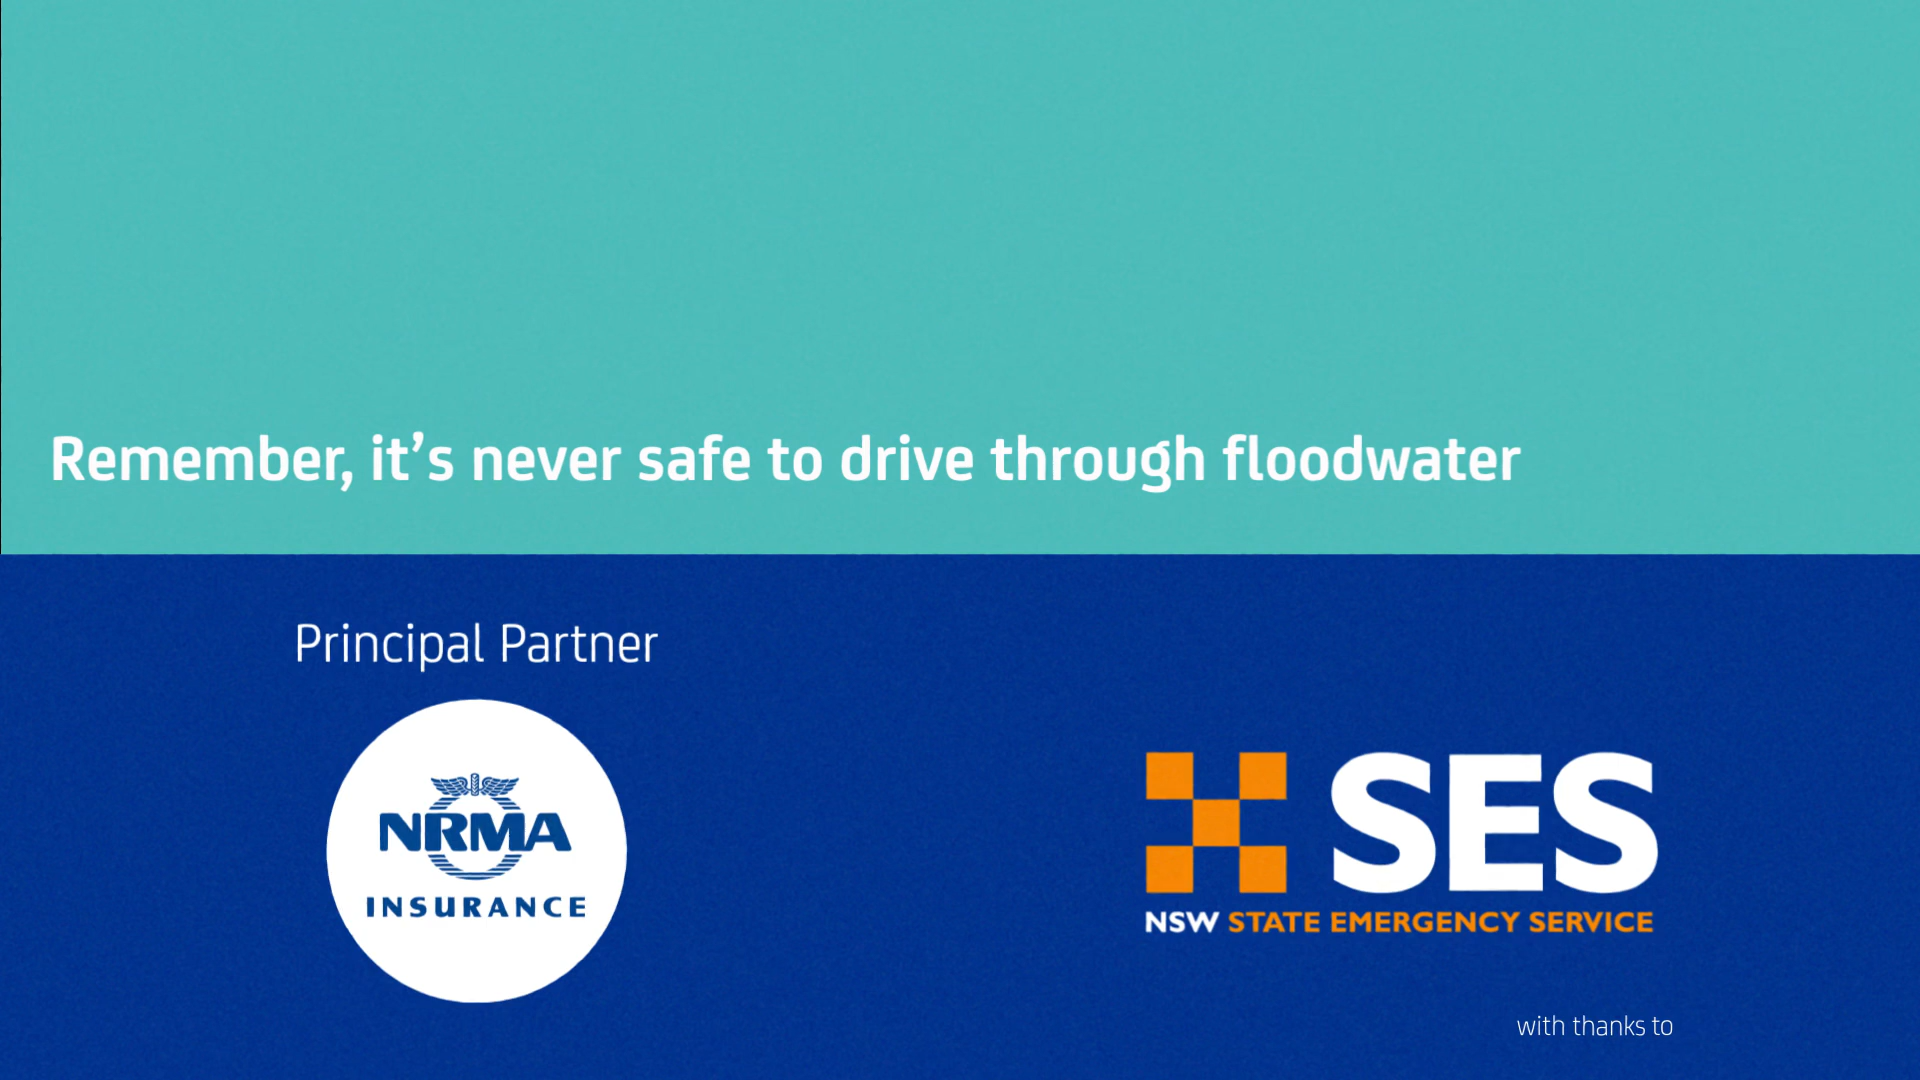 Remember, it’s never safe to drive through floodwater
Principal Partner
NRMA
INSURANCE
SES
NSW STATE EMERGENCY SERVICE
with thanks to